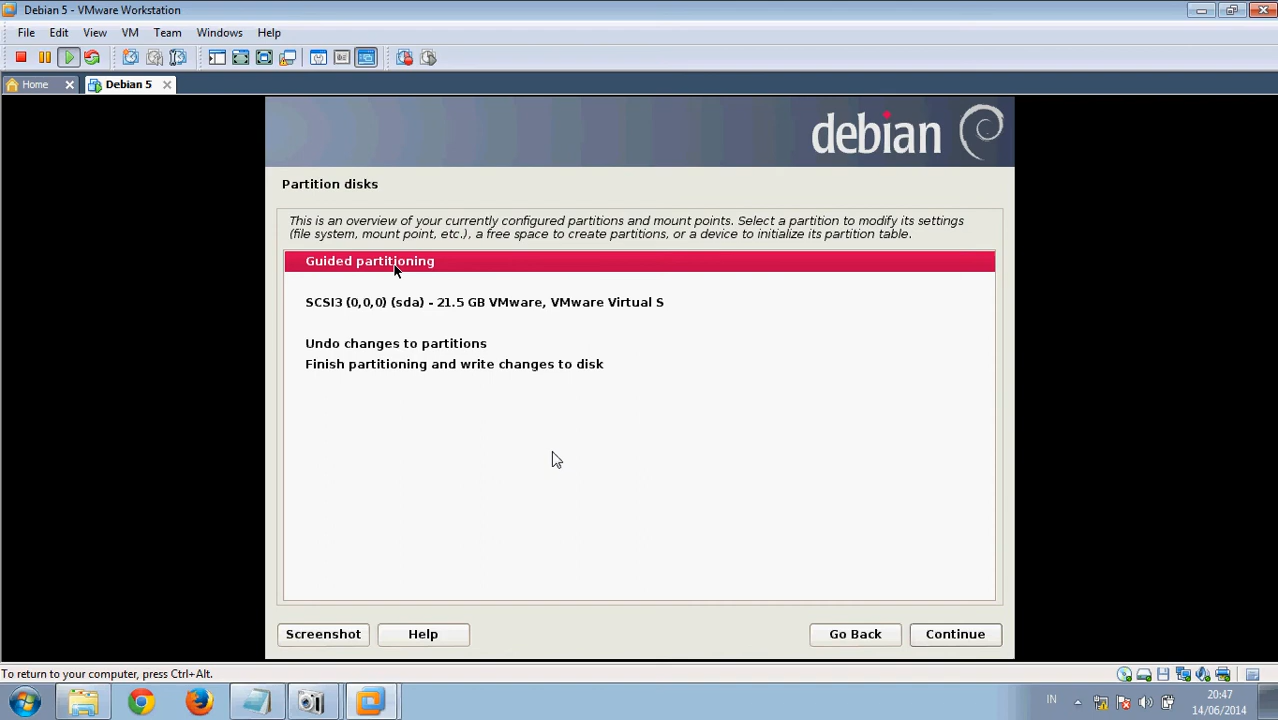 Debian 5 - VMware Workstation
File Edit View VM Team Windows Help
Home Debian 5
debian
Partition disks
This is an overview of your currently configured partitions and mount points. Select a partition to modify its settings
(file system, mount point, etc.), a free space to create partitions, or a device to initialize its partition table.
Guided partitioning
SCSI3 (0,0,0) (sda) - 21.5 GB VMware, VMware Virtual S
Undo changes to partitions
Finish partitioning and write changes to disk
Screenshot Help Go Back Continue
To return to your computer, press Ctrl+Alt.
IN
20:47
14/06/2014